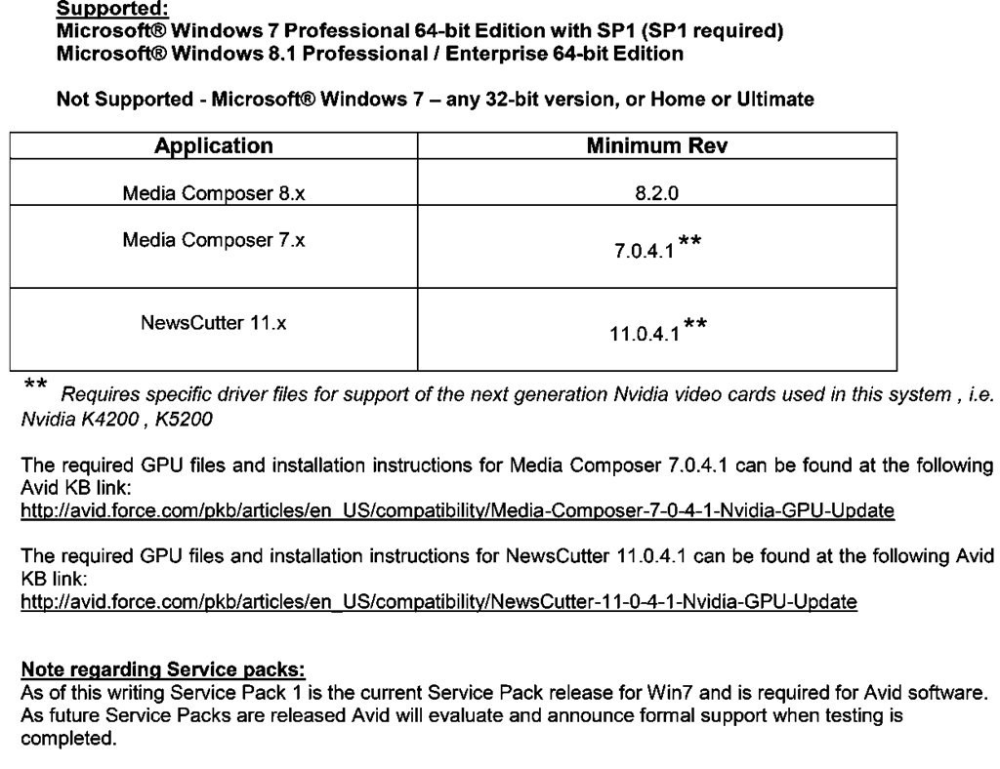 Supported:
Microsoft® Windows 7 Professional 64-bit Edition with SP1 (SP1 required)
Microsoft® Windows 8.1 Professional / Enterprise 64-bit Edition
Not Supported - Microsoft® Windows 7 – any 32-bit version, or Home or Ultimate
Application Minimum Rev
Media Composer 8.x 8.2.0
Media Composer 7.x 7.0.4.1**
NewsCutter 11.x 11.0.4.1**
** Requires specific driver files for support of the next generation Nvidia video cards used in this system , i.e.
Nvidia K4200 , K5200
The required GPU files and installation instructions for Media Composer 7.0.4.1 can be found at the following
Avid KB link:
http://avid.force.com/pkb/articles/en_US/compatibility/Media-Composer-7-0-4-1-Nvidia-GPU-Update
The required GPU files and installation instructions for NewsCutter 11.0.4.1 can be found at the following Avid
KB link:
http://avid.force.com/pkb/articles/en_US/compatibility/NewsCutter-11-0-4-1-Nvidia-GPU-Update
Note regarding Service packs:
As of this writing Service Pack 1 is the current Service Pack release for Win7 and is required for Avid software.
As future Service Packs are released Avid will evaluate and announce formal support when testing is
completed.